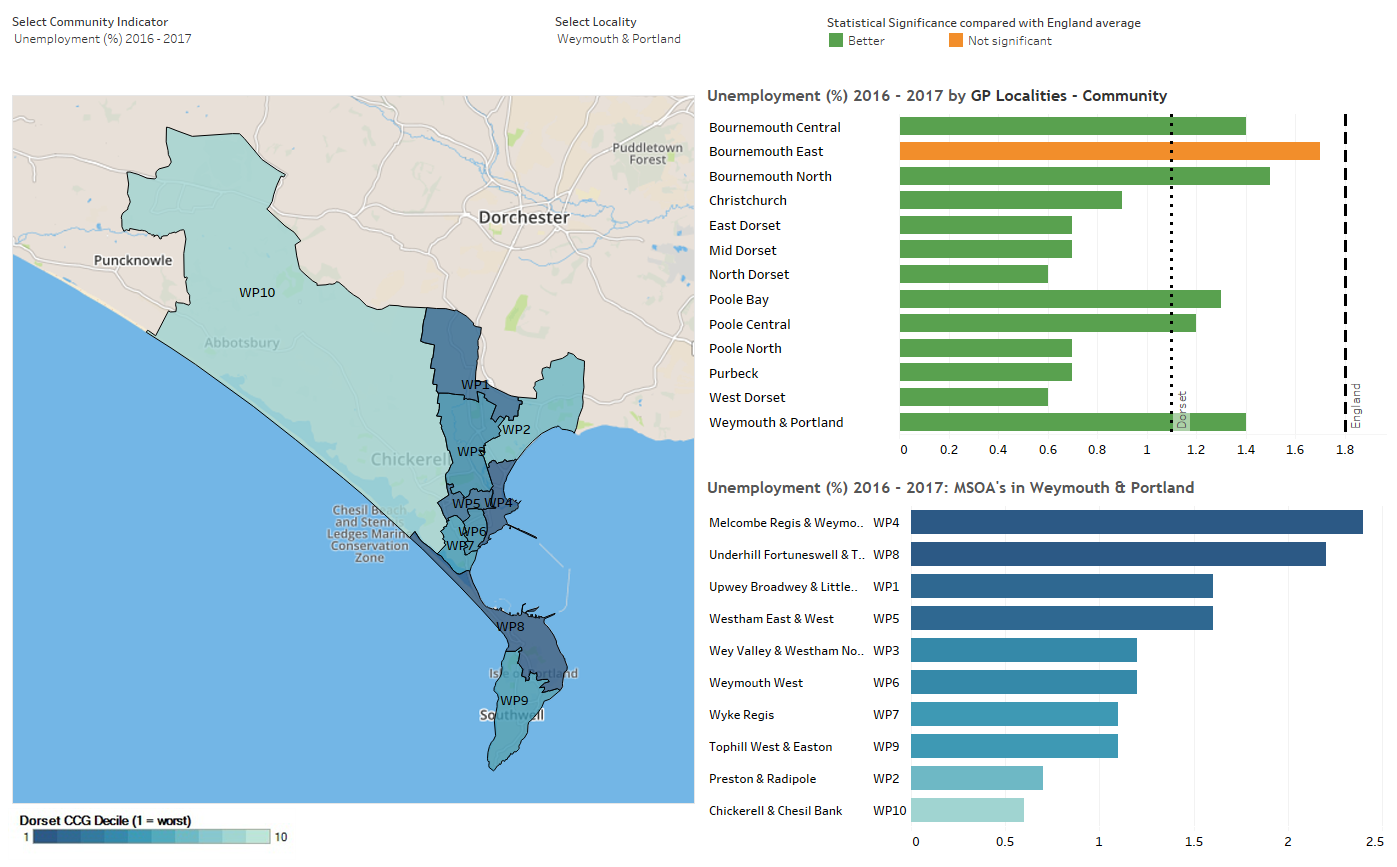 Select Community Indicator
Unemployment (%) 2016 - 2017
Select Locality
Weymouth & Portland
Statistical Significance compared with England average
Better
Not significant
Puddletown
Forest
Dorchester
Puncknowle
WP10
Abbotsbury
WP1
WP2
WP3
Chickerel
WP5
WP4
WP6
WP7
Chesil Beach
and Stennis
Ledges Marine
Conservation
Zone
WP8
Isle of Portland
WP9
Southwell
Dorset CCG Decile (1 = worst)
1
10
Unemployment (%) 2016 - 2017 by GP Localities - Community
Bournemouth Central
Bournemouth East
Bournemouth North
Christchurch
East Dorset
Mid Dorset
North Dorset
Poole Bay
Poole Central
Poole North
Purbeck
West Dorset
Weymouth & Portland
Dorset
England
0 0.2 0.4 0.6 0.8 1 1.2 1.4 1.6 1.8
Unemployment (%) 2016 - 2017: MSOA's in Weymouth & Portland
Melcombe Regis & Weymo.. WP4
Underhill Fortuneswell & T.. WP8
Upwey Broadwey & Little.. WP1
Westham East & West WP5
Wey Valley & Westham No.. WP3
Weymouth West WP6
Wyke Regis WP7
Tophill West & Easton WP9
Preston & Radipole WP2
Chickerell & Chesil Bank WP10
0 0.5 1 1.5 2 2.5